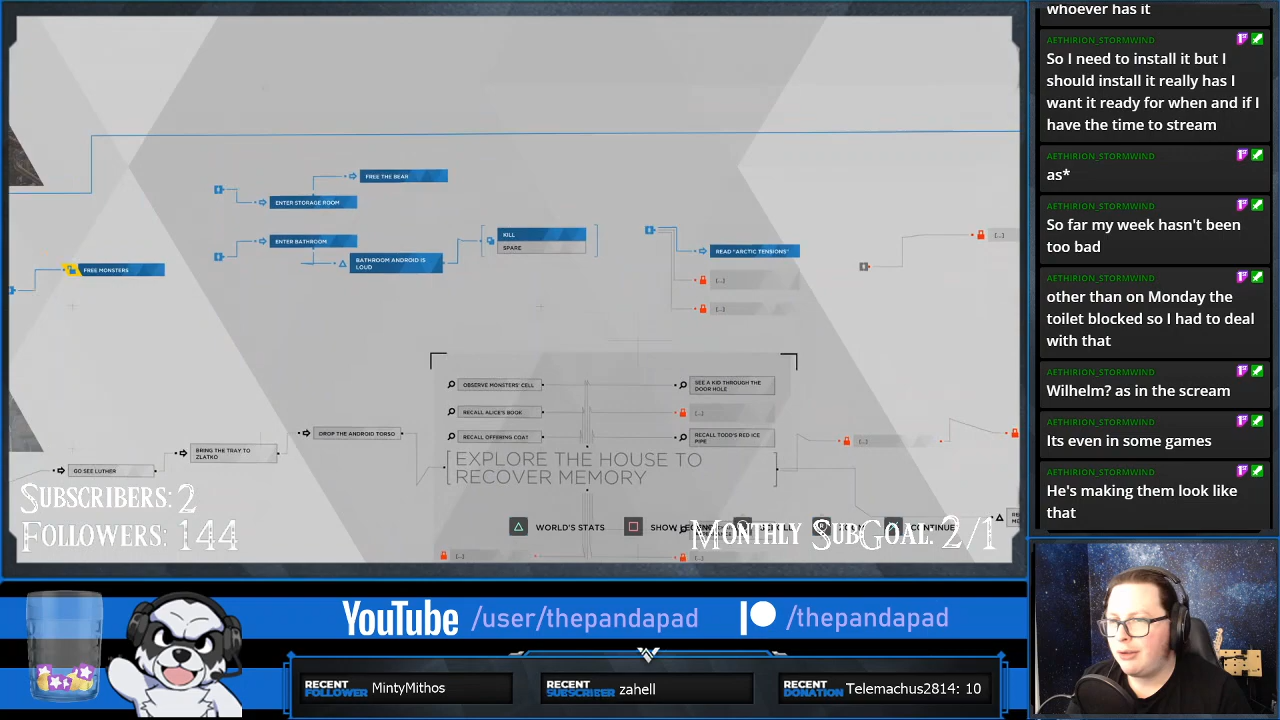 whoever has it
AETHIRION_STORMWIND
So I need to install it but I
should install it really has I
want it ready for when and if I
have the time to stream
AETHIRION_STORMWIND
as*
AETHIRION_STORMWIND
So far my week hasn't been
too bad
AETHIRION_STORMWIND
other than on Monday the
toilet blocked so I had to deal
with that
AETHIRION_STORMWIND
Wilhelm? as in the scream
AETHIRION_STORMWIND
Its even in some games
AETHIRION_STORMWIND
He's making them look like
that
FREE THE BEAR
ENTER STORAGE ROOM
ENTER BATHROOM
BATHROOM ANDROID IS
LOUD
KILL
SPARE
READ "ARCTIC TENSIONS"
[...]
[...]
[...]
FREE MONSTERS
OBSERVE MONSTERS' CELL
SEE A KID THROUGH THE
DOOR HOLE
RECALL ALICE'S BOOK
[...]
RECALL OFFERING COAT
RECALL TODD'S RED ICE
PIPE
EXPLORE THE HOUSE TO
RECOVER MEMORY
DROP THE ANDROID TORSO
BRING THE TRAY TO
ZLATKO
GO SEE LUTHER
[...]
[...]
[...]
WORLD'S STATS
SHOW
CONTINUE
SUBSCRIBERS: 2
FOLLOWERS: 144
MONTHLY SUBGOAL: 2/1
YouTube /user/thepandapad
/thepandapad
RECENT
FOLLOWER MintyMithos
RECENT
SUBSCRIBER zahell
RECENT
DONATION Telemachus2814: 10